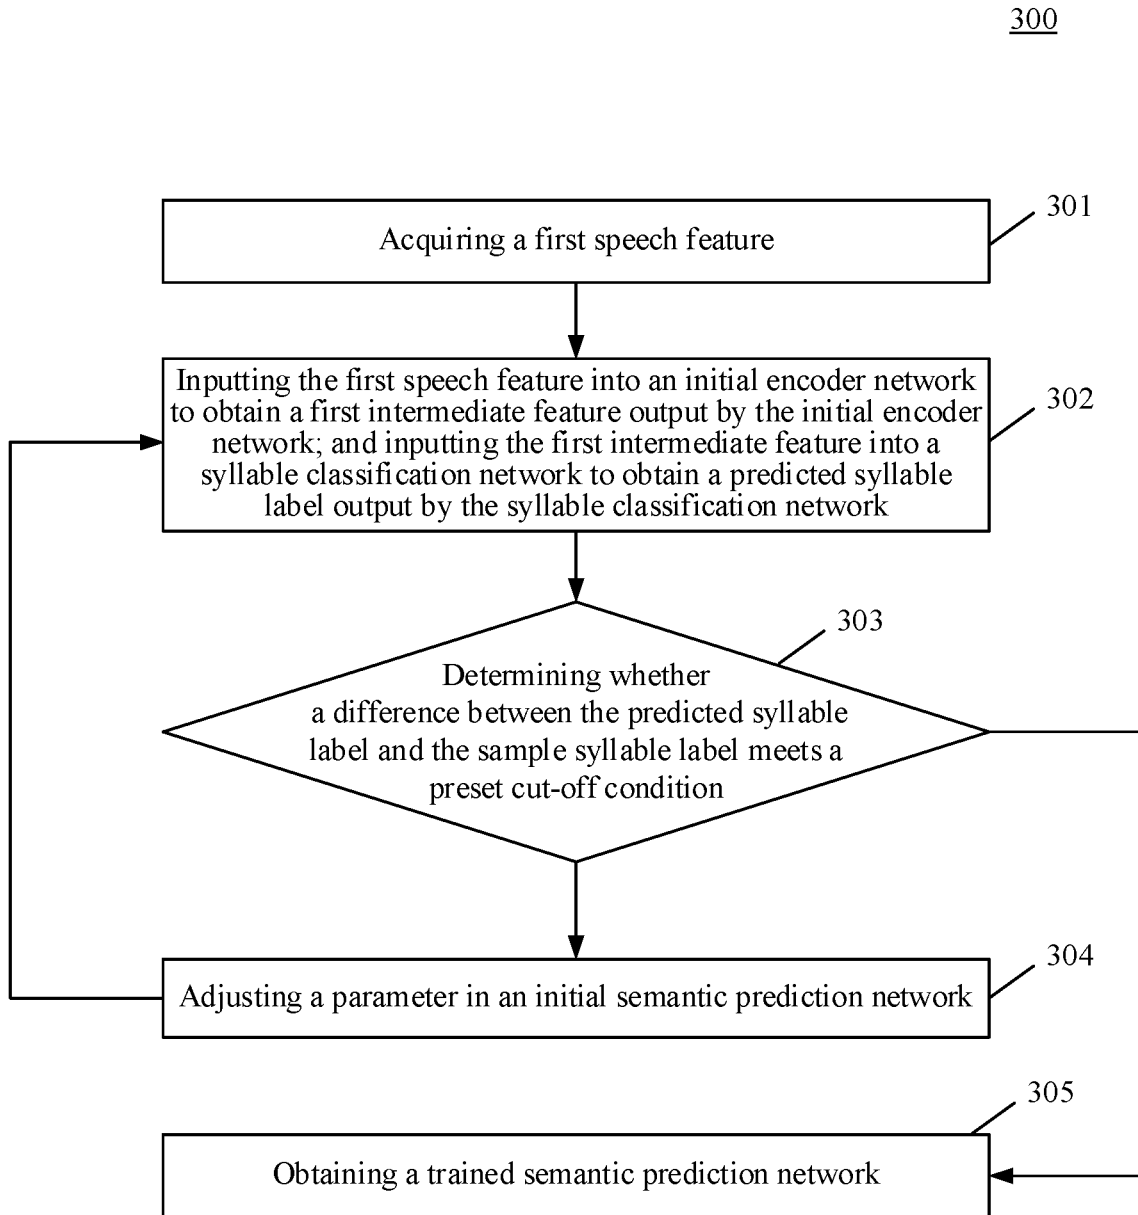 300
301
Acquiring a first speech feature
Inputting the first speech feature into an initial encoder network
to obtain a first intermediate feature output by the initial encoder
302
network; and inputting the first intermediate feature into a
syllable classification network to obtain a predicted syllable
label output by the syllable classification network
303
Determining whether
a difference between the predicted syllable
label and the sample syllable label meets a
preset cut-off condition
304
Adjusting a parameter in an initial semantic prediction network
305
Obtaining a trained semantic prediction network